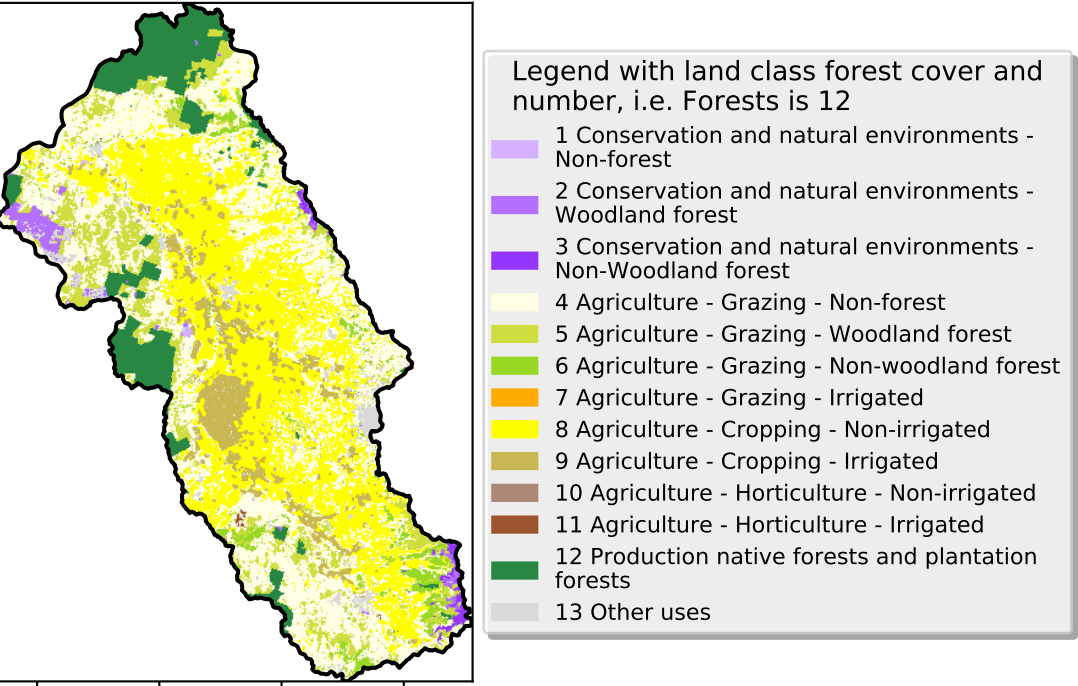 Legend with land class forest cover and
number, i.e. Forests is 12
1 Conservation and natural environments -
Non-forest
2 Conservation and natural environments -
Woodland forest
3 Conservation and natural environments -
Non-Woodland forest
4 Agriculture - Grazing - Non-forest
5 Agriculture - Grazing - Woodland forest
6 Agriculture - Grazing - Non-woodland forest
7 Agriculture - Grazing - Irrigated
8 Agriculture - Cropping - Non-irrigated
9 Agriculture - Cropping - Irrigated
10 Agriculture - Horticulture - Non-irrigated
11 Agriculture - Horticulture - Irrigated
12 Production native forests and plantation
forests
13 Other uses